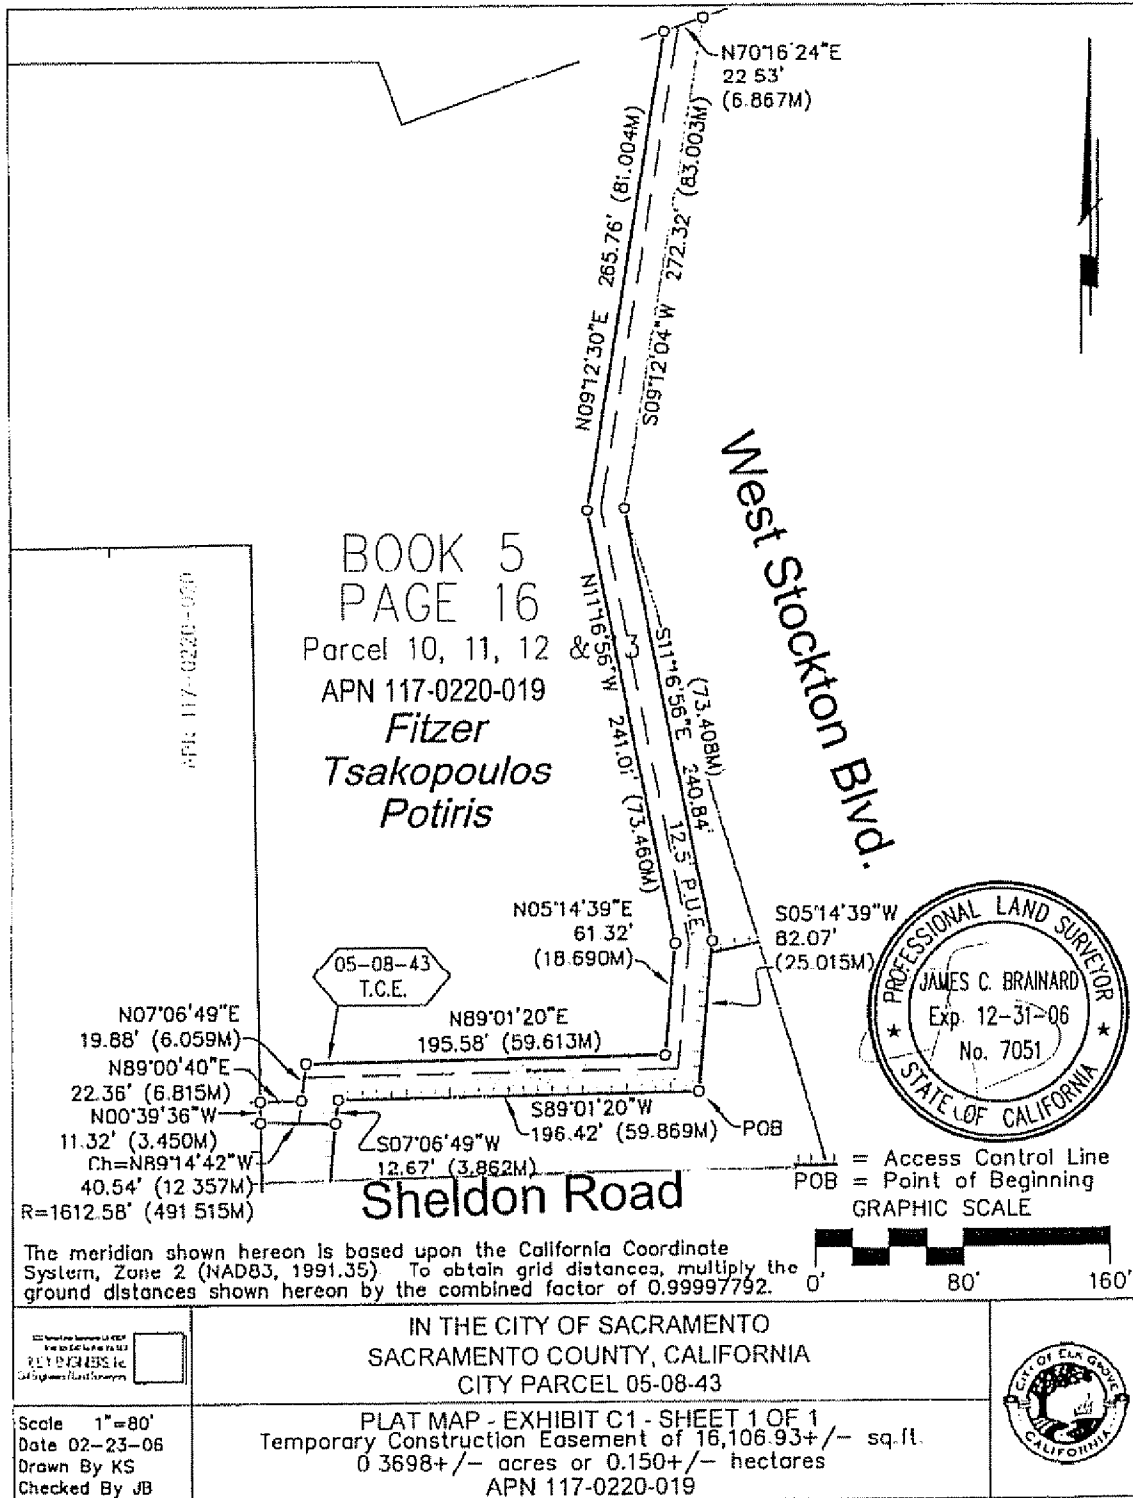 N70°16'24"E
22 53'
(6.867M)
N09°12'30"E 265.76' (81.004M)
S09°12'04"W 272.32' (83.003M)
West Stockton Blvd.
BOOK 5
PAGE 16
Parcel 10, 11, 12 & 3
APN 117-0220-019
Fitzer
Tsakopoulos
Potiris
N11°16'56"W 241.01' (73.460M)
S11°16'56"E 240.84'
(73.408M)
12.5' P.U.E.
N05°14'39"E
61.32'
(18.690M)
S05°14'39"W
82.07'
(25.015M)
05-08-43
T.C.E.
N07°06'49"E
19.88' (6.059M)
N89°01'20"E
195.58' (59.613M)
N89°00'40"E
22.36' (6.815M)
N00°39'36"W
11.32' (3.450M)
Ch=N89°14'42"W
40.54' (12 357M)
R=1612.58' (491 515M)
S07°06'49"W
12.67' (3.862M)
S89°01'20"W
196.42' (59.869M)
POB
Sheldon Road
PROFESSIONAL LAND SURVEYOR
JAMES C. BRAINARD
Exp. 12-31-06
No. 7051
STATE OF CALIFORNIA
= Access Control Line
POB = Point of Beginning
GRAPHIC SCALE
0' 80' 160'
The meridian shown hereon is based upon the California Coordinate
System, Zone 2 (NAD83, 1991.35) To obtain grid distances, multiply the
ground distances shown hereon by the combined factor of 0.99997792.
IN THE CITY OF SACRAMENTO
SACRAMENTO COUNTY, CALIFORNIA
CITY PARCEL 05-08-43
Scale 1"=80'
Date 02-23-06
Drawn By KS
Checked By JB
PLAT MAP - EXHIBIT C1 - SHEET 1 OF 1
Temporary Construction Easement of 16,106.93+/- sq.ft.
0 3698+/- acres or 0.150+/- hectares
APN 117-0220-019
CITY OF ELK GROVE
CALIFORNIA